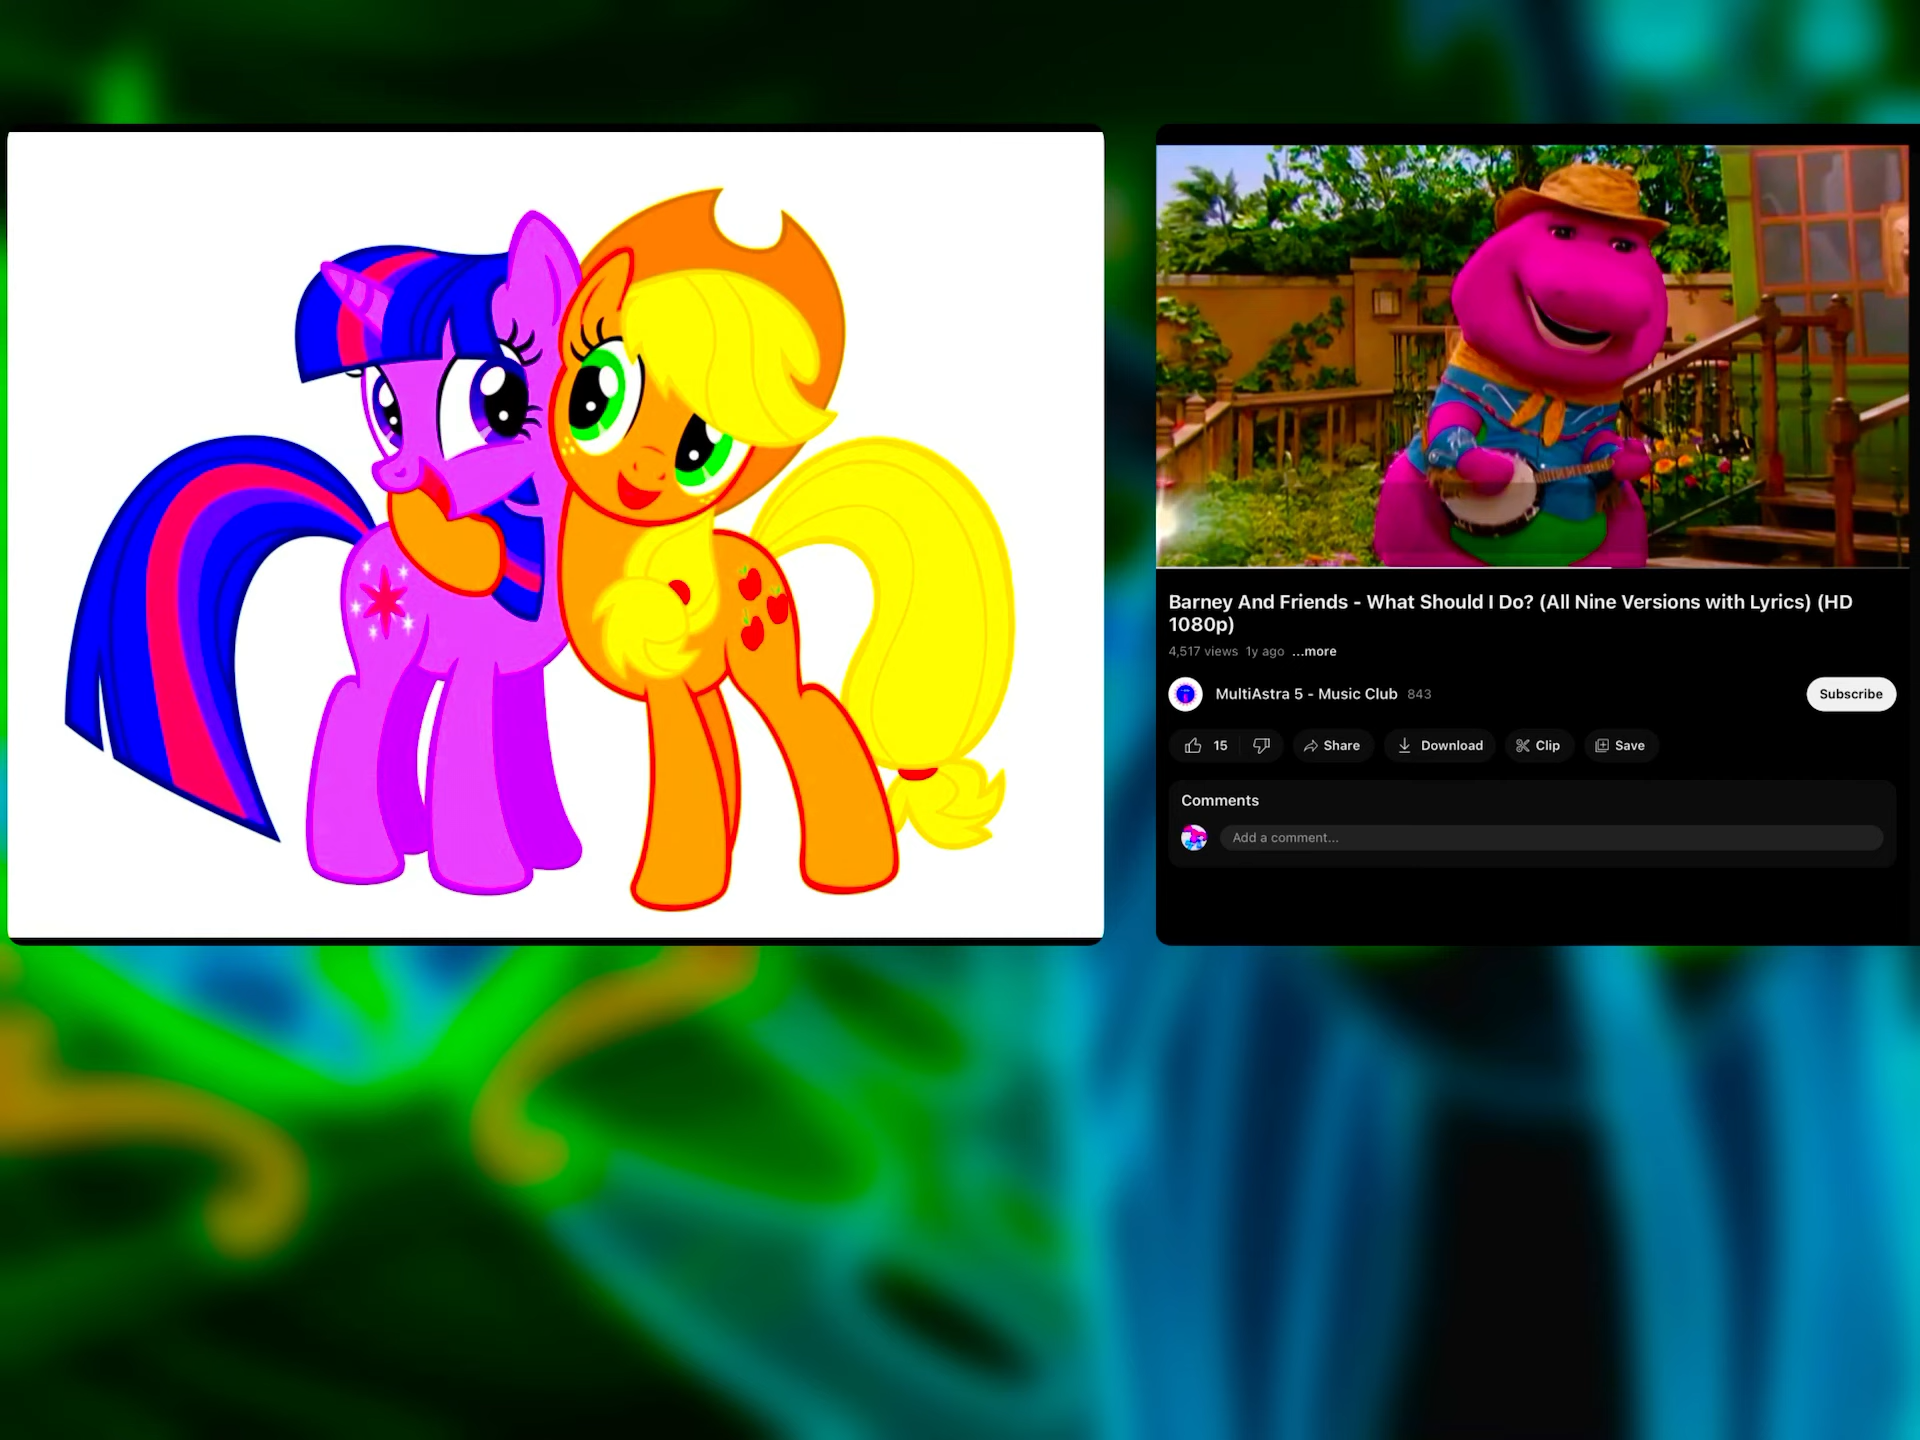 Barney And Friends - What Should I Do? (All Nine Versions with Lyrics) (HD
1080p)
4,517 views 1y ago ...more
MultiAstra 5 - Music Club 843
Subscribe
15
Share
Download
Clip
Save
Comments
Add a comment...